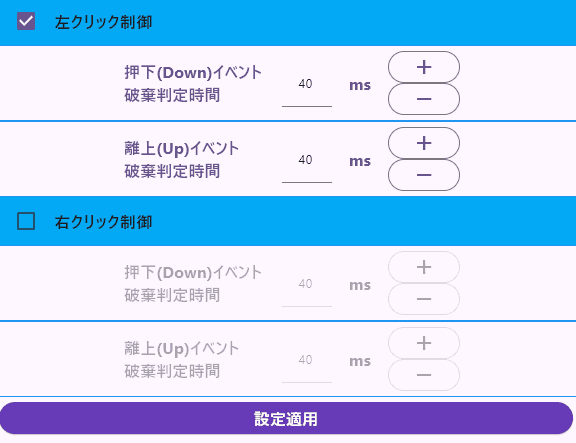 左クリック制御
押下(Down)イベント
破棄判定時間
40
ms
+
−
離上(Up)イベント
破棄判定時間
40
ms
+
−
右クリック制御
押下(Down)イベント
破棄判定時間
40
ms
+
−
離上(Up)イベント
破棄判定時間
40
ms
+
−
設定適用